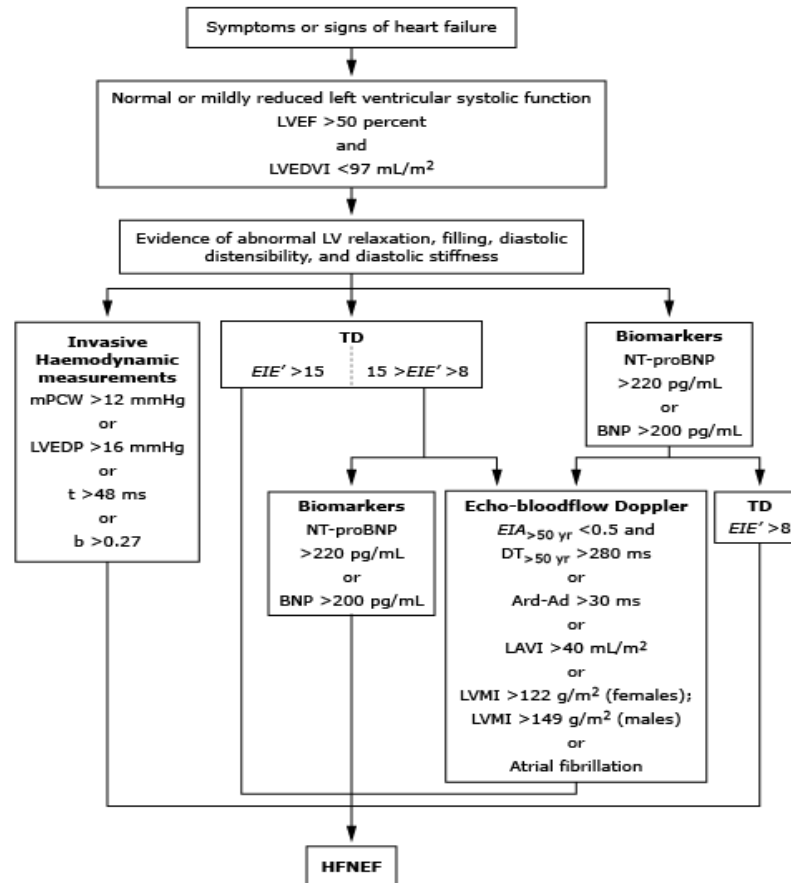 Symptoms or signs of heart failure
Normal or mildly reduced left ventricular systolic function
LVEF >50 percent
and
LVEDVI <97 mL/m²
Evidence of abnormal LV relaxation, filling, diastolic
distensibility, and diastolic stiffness
Invasive
Haemodynamic
measurements
mPCW >12 mmHg
or
LVEDP >16 mmHg
or
t >48 ms
or
b >0.27
TD
EIE' >15
15 >EIE' >8
Biomarkers
NT-proBNP
>220 pg/mL
or
BNP >200 pg/mL
Biomarkers
NT-proBNP
>220 pg/mL
or
BNP >200 pg/mL
Echo-bloodflow Doppler
EIA>50 yr <0.5 and
DT>50 yr >280 ms
or
Ard-Ad >30 ms
or
LAVI >40 mL/m²
or
LVMI >122 g/m² (females);
LVMI >149 g/m² (males)
or
Atrial fibrillation
TD
EIE' >8
HFNEF